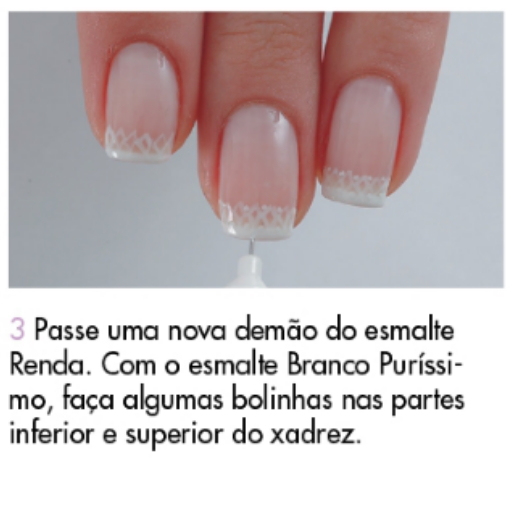 3 Passe uma nova demão do esmalte
Renda. Com o esmalte Branco Puríssi-
mo, faça algumas bolinhas nas partes
inferior e superior do xadrez.